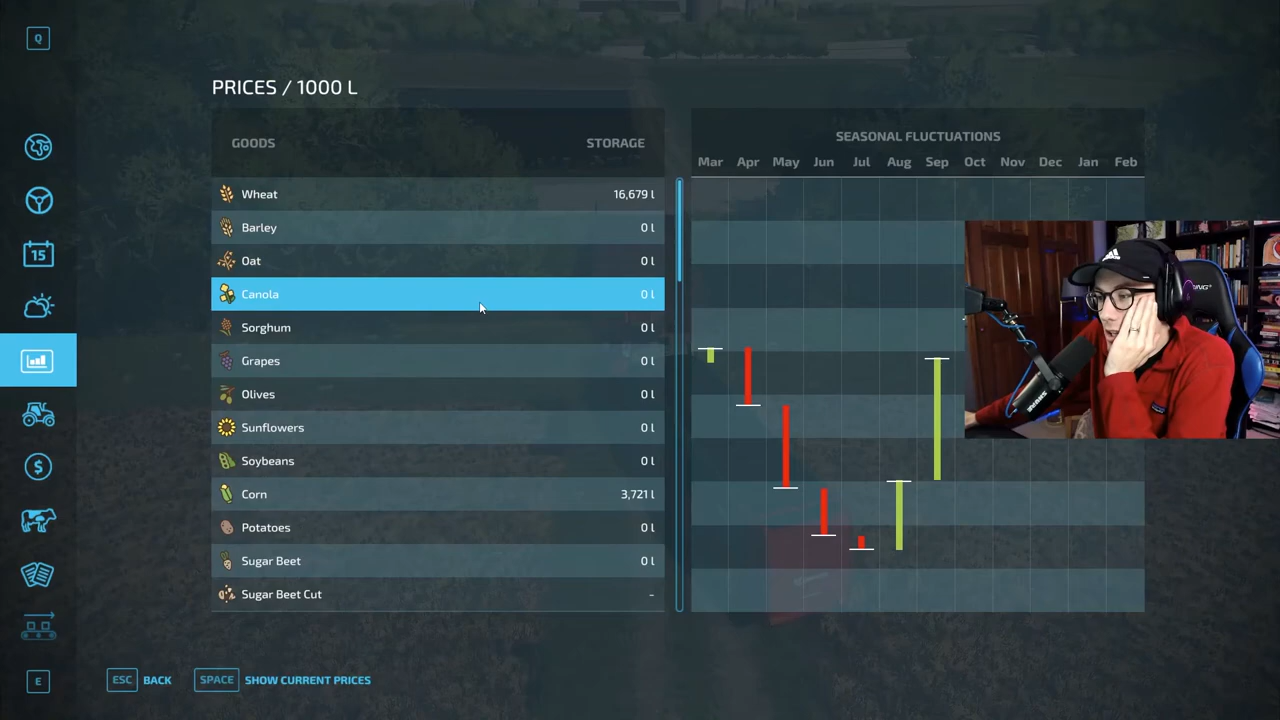 Q
PRICES / 1000 L
GOODS STORAGE
SEASONAL FLUCTUATIONS
Mar Apr May Jun Jul Aug Sep Oct Nov Dec Jan Feb
15
Wheat 16,679 l
Barley 0 l
Oat 0 l
Canola 0 l
Sorghum 0 l
Grapes 0 l
Olives 0 l
Sunflowers 0 l
Soybeans 0 l
Corn 3,721 l
Potatoes 0 l
Sugar Beet 0 l
Sugar Beet Cut -
$
E
ESC BACK SPACE SHOW CURRENT PRICES